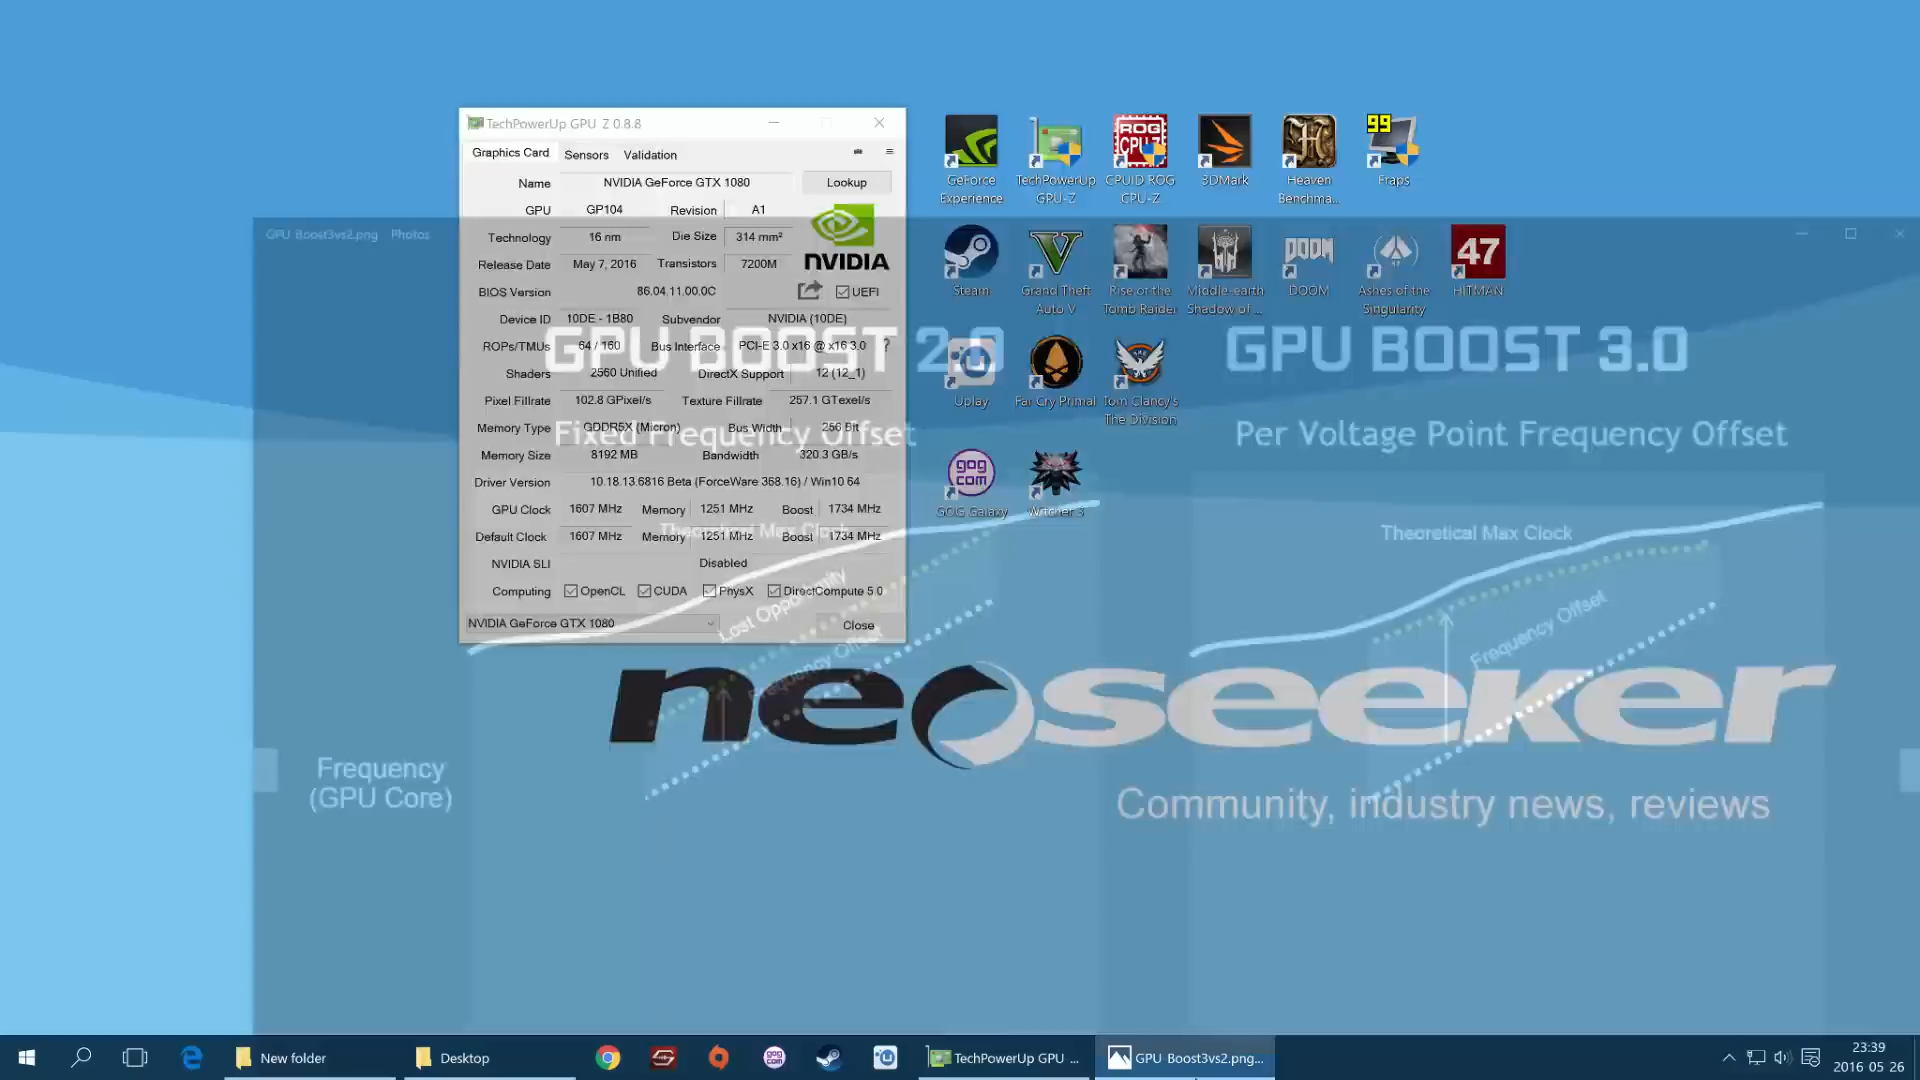 TechPowerUp GPU-Z 0.8.8
Graphics Card Sensors Validation
Name NVIDIA GeForce GTX 1080 Lookup
GPU GP104 Revision A1
Technology 16 nm Die Size 314 mm²
Release Date May 7, 2016 Transistors 7200M
NVIDIA
BIOS Version 86.04.11.00.0C UEFI
Device ID 10DE - 1B80 Subvendor NVIDIA (10DE)
ROPs/TMUs 64 / 160 Bus Interface PCI-E 3.0 x16 @ x16 3.0 ?
Shaders 2560 Unified DirectX Support 12 (12_1)
Pixel Fillrate 102.8 GPixel/s Texture Fillrate 257.1 GTexel/s
Memory Type GDDR5X (Micron) Bus Width 256 Bit
Memory Size 8192 MB Bandwidth 320.3 GB/s
Driver Version 10.18.13.6816 Beta (ForceWare 368.16) / Win10 64
GPU Clock 1607 MHz Memory 1251 MHz Boost 1734 MHz
Default Clock 1607 MHz Memory 1251 MHz Boost 1734 MHz
NVIDIA SLI Disabled
Computing OpenCL CUDA PhysX DirectCompute 5.0
NVIDIA GeForce GTX 1080 Close
GeForce Experience
TechPowerUp GPU-Z
ROG CPU-Z
CPUID ROG CPU-Z
3DMark
Heaven Benchma...
99
Fraps
Steam
V
Grand Theft Auto V
Rise of the Tomb Raider
Middle-earth Shadow of ...
DOOM
DOOM
Ashes of the Singularity
47
HITMAN
Uplay
Far Cry Primal
Tom Clancy's The Division
gog com
GOG Galaxy
Witcher 3
GPU Boost3vs2.png Photos
GPU BOOST 2.0
Fixed Frequency Offset
Theoretical Max Clock
Lost Opportunity
Frequency Offset
GPU BOOST 3.0
Per Voltage Point Frequency Offset
Theoretical Max Clock
Frequency Offset
Frequency
(GPU Core)
neoseeker
Community, industry news, reviews
New folder
Desktop
gog com
TechPowerUp GPU ...
GPU Boost3vs2.png...
23:39
2016 05 26